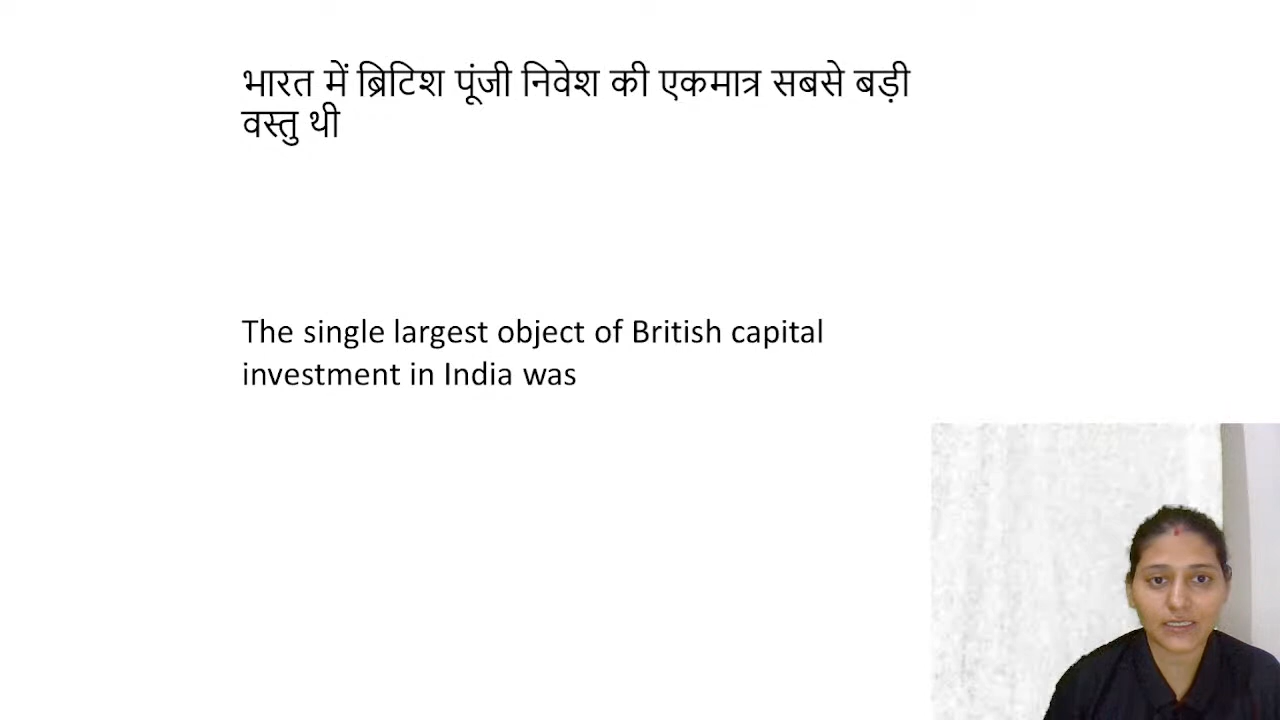 भारत में ब्रिटिश पूंजी निवेश की एकमात्र सबसे बड़ी
वस्तु थी
The single largest object of British capital
investment in India was